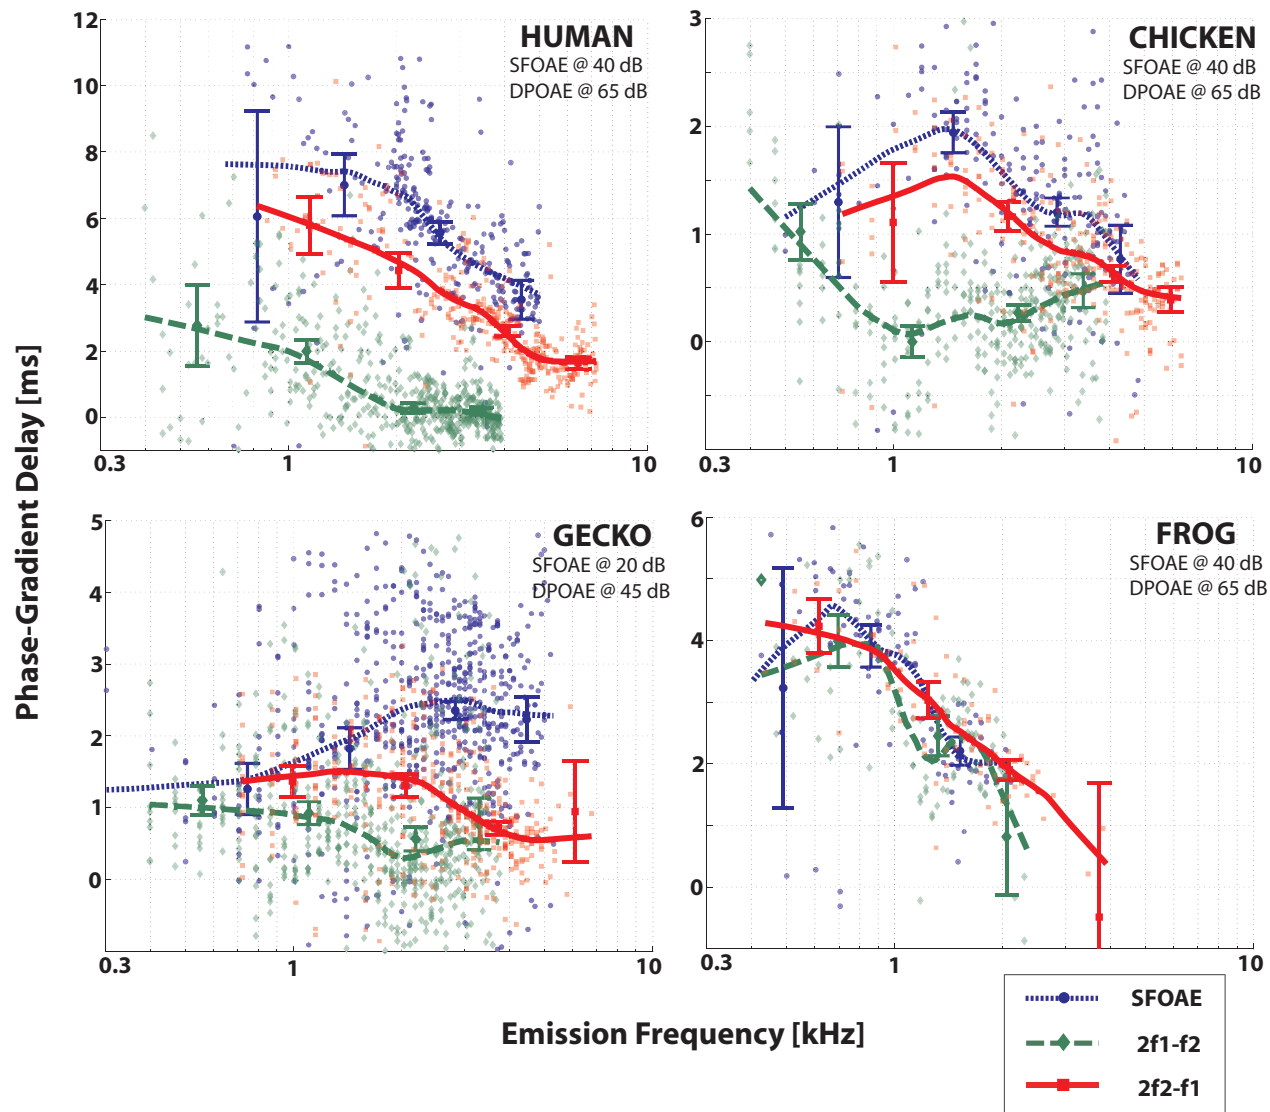 HUMAN
SFOAE @ 40 dB
DPOAE @ 65 dB
12
10
8
6
4
2
0
0.3
1
10
CHICKEN
SFOAE @ 40 dB
DPOAE @ 65 dB
3
2
1
0
0.3
1
10
Phase-Gradient Delay [ms]
GECKO
SFOAE @ 20 dB
DPOAE @ 45 dB
5
4
3
2
1
0
0.3
1
10
FROG
SFOAE @ 40 dB
DPOAE @ 65 dB
6
4
2
0
0.3
1
10
Emission Frequency [kHz]
SFOAE
2f1-f2
2f2-f1